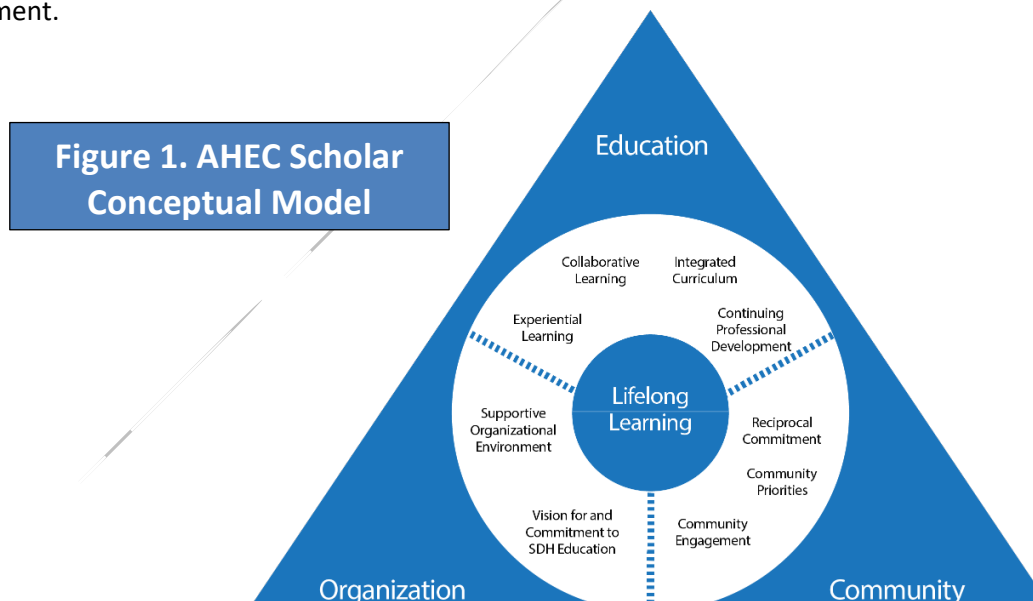 ment.
Figure 1. AHEC Scholar
Conceptual Model
Education
Collaborative
Learning
Integrated
Curriculum
Experiential
Learning
Continuing
Professional
Development
Lifelong
Learning
Supportive
Organizational
Environment
Reciprocal
Commitment
Community
Priorities
Vision for and
Commitment to
SDH Education
Community
Engagement
Organization
Community